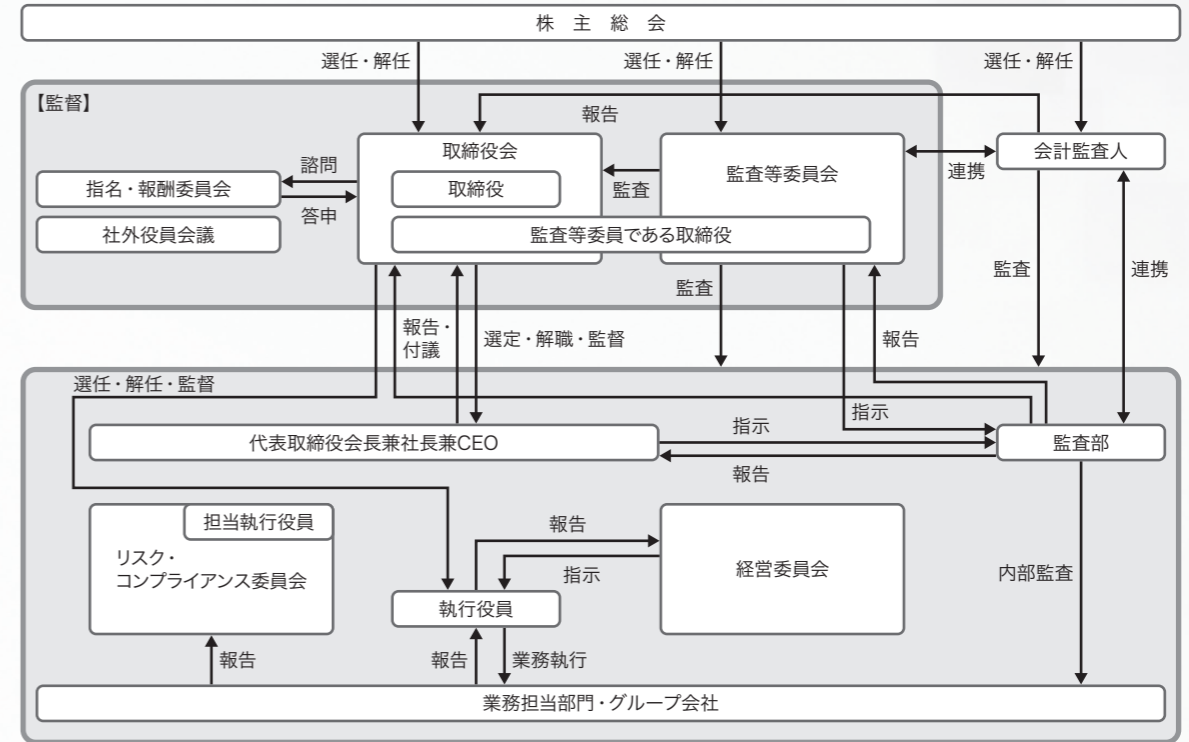 株主総会
選任・解任
選任・解任
選任・解任
【監督】
報告
取締役会
監査等委員会
会計監査人
諮問
連携
指名・報酬委員会
取締役
監査
答申
社外役員会議
監査等委員である取締役
監査
監査
連携
報告・
付議
選定・解職・監督
報告
選任・解任・監督
指示
指示
代表取締役会長兼社長兼CEO
監査部
報告
担当執行役員
報告
リスク・
コンプライアンス委員会
経営委員会
指示
内部監査
執行役員
報告
報告
業務執行
業務担当部門・グループ会社